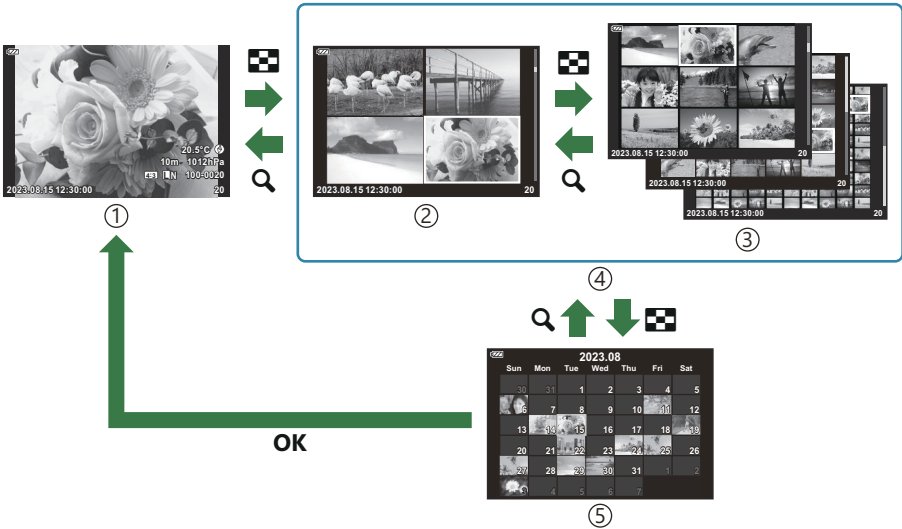 20.5°C
10m 1012hPa
4:3 LN 100-0020
2023.08.15 12:30:00 20
①
2023.08.15 12:30:00 20
②
2023.08.15 12:30:00 20
2023.08.15 12:30:00 20
2023.08.15 12:30:00 20
③
④
2023.08
Sun Mon Tue Wed Thu Fri Sat
30 31 1 2 3 4 5
6 7 8 9 10 11 12
13 14 15 16 17 18 19
20 21 22 23 24 25 26
27 28 29 30 31 1 2
3 4 5 6 7
OK
⑤